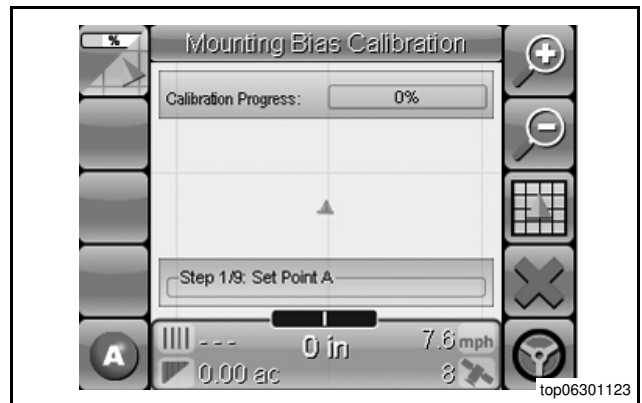 %
Mounting Bias Calibration
Calibration Progress: 0%
Step 1/9: Set Point A
A
--- 0 in 7.6 mph
0.00 ac 8
top06301123